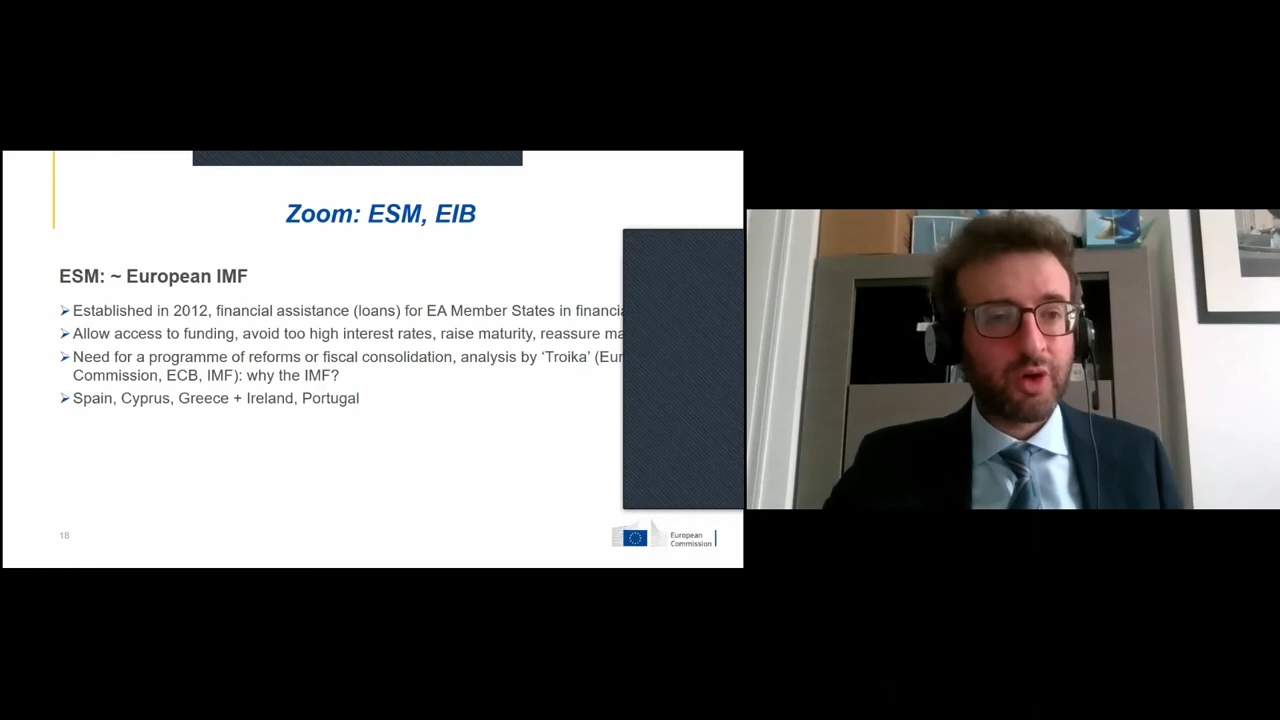 Zoom: ESM, EIB
ESM: ~ European IMF
Established in 2012, financial assistance (loans) for EA Member States in financia
Allow access to funding, avoid too high interest rates, raise maturity, reassure ma
Need for a programme of reforms or fiscal consolidation, analysis by ‘Troika’ (Eur
Commission, ECB, IMF): why the IMF?
Spain, Cyprus, Greece + Ireland, Portugal
18
European
Commission